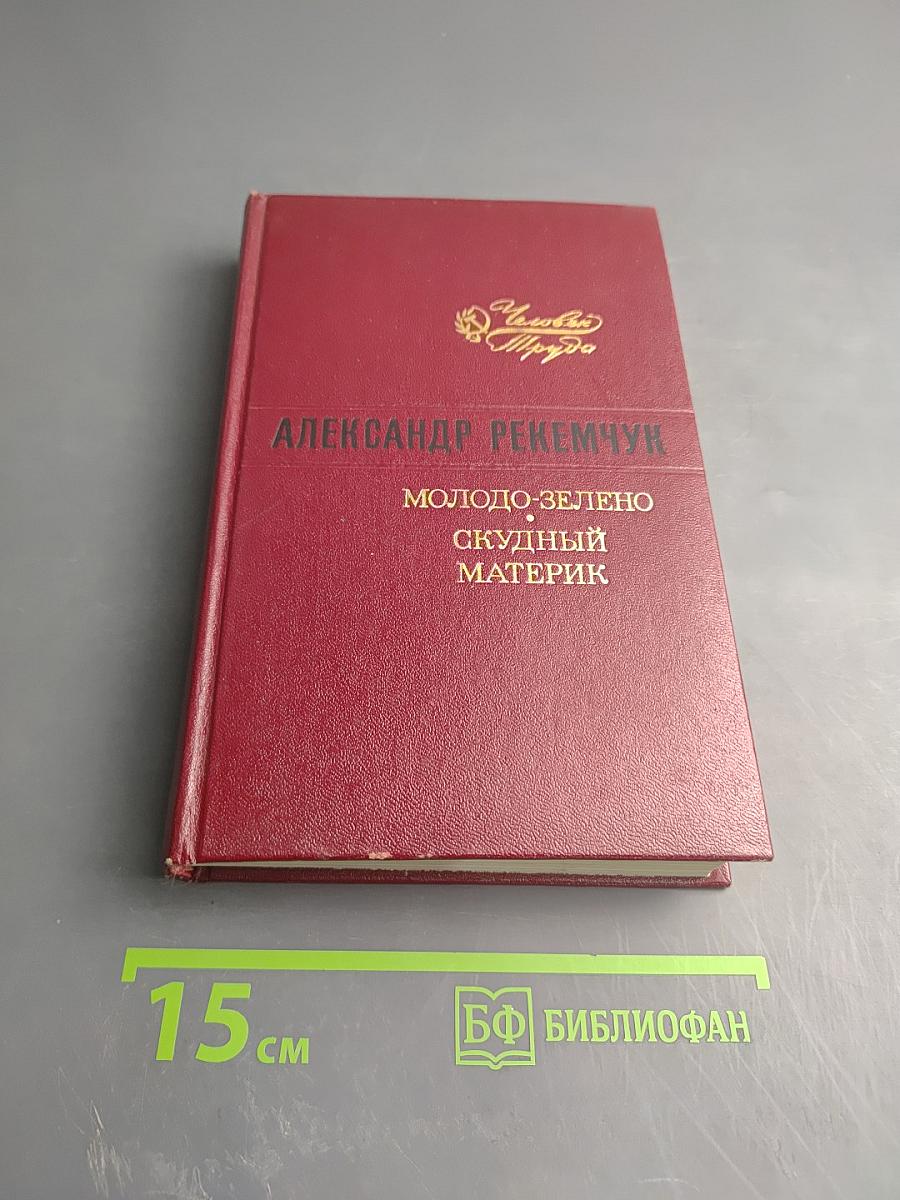 Человек
Труда
АЛЕКСАНДР РЕКЕМЧУК
МОЛОДО-ЗЕЛЕНО
•
СКУДНЫЙ
МАТЕРИК
15 см
БФ БИБЛИОФАН